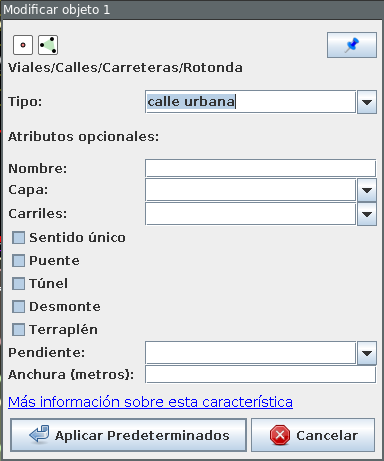 Modificar objeto 1
Viales/Calles/Carreteras/Rotonda
Tipo: calle urbana
Atributos opcionales:
Nombre:
Capa:
Carriles:
Sentido único
Puente
Túnel
Desmonte
Terraplén
Pendiente:
Anchura (metros):
Más información sobre esta característica
Aplicar Predeterminados Cancelar